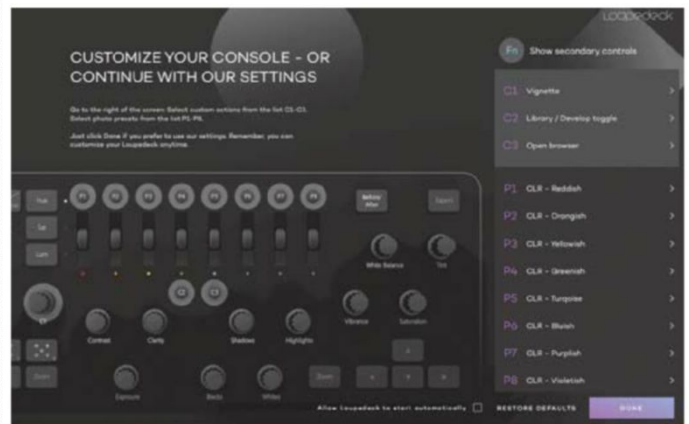 Loupedeck
CUSTOMIZE YOUR CONSOLE - OR
CONTINUE WITH OUR SETTINGS
Go to the right of the screen. Select custom actions from the list C1-C3.
Select photo presets from the list P1-P8.
Just click Done if you prefer to use our settings. Remember, you can
customize your Loupedeck anytime.
Fn Show secondary controls
C1 Vignette
C2 Library / Develop toggle
C3 Open browser
P1 CLR - Reddish
P2 CLR - Orangish
P3 CLR - Yellowish
P4 CLR - Greenish
P5 CLR - Turqoise
P6 CLR - Bluish
P7 CLR - Purplish
P8 CLR - Violetish
Hue P1 P2 P3 P4 P5 P6 P7 P8 Before/
After Export
Sat
Lum
White Balance Tint
C2 C3
C1
Contrast Clarity Shadows Highlights Vibrance Saturation
Zoom Exposure Blacks Whites Zoom
Allow Loupedeck to start automatically
RESTORE DEFAULTS
DONE